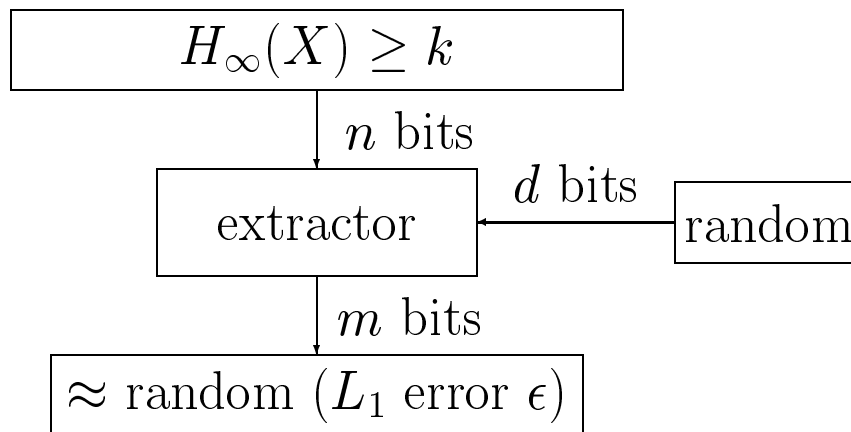 H∞(X) ≥ k
n bits
d bits
extractor
random
m bits
≈ random (L₁ error ϵ)